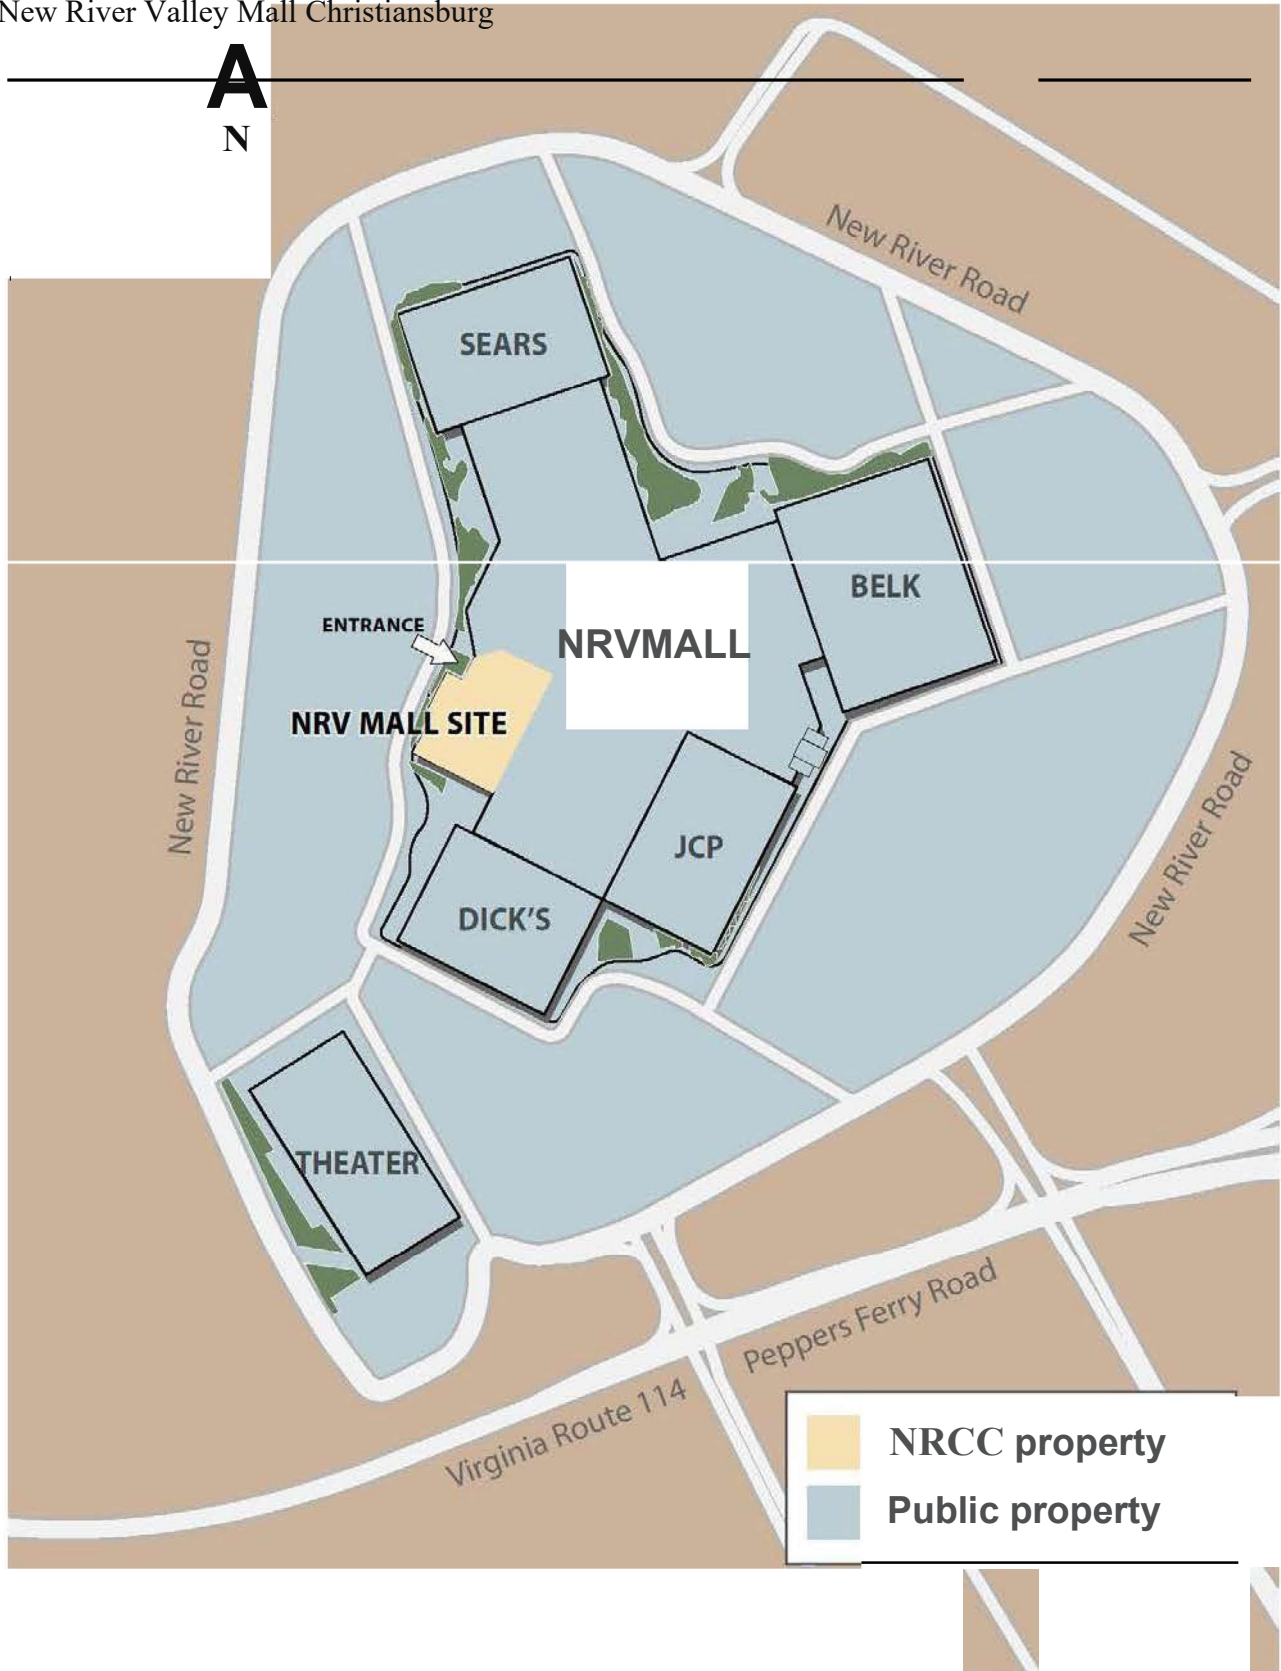 New River Valley Mall Christiansburg
A
N
New River Road
SEARS
BELK
ENTRANCE
NRVMALL
New River Road
NRV MALL SITE
New River Road
JCP
DICK'S
THEATER
Peppers Ferry Road
Virginia Route 114
NRCC property
Public property